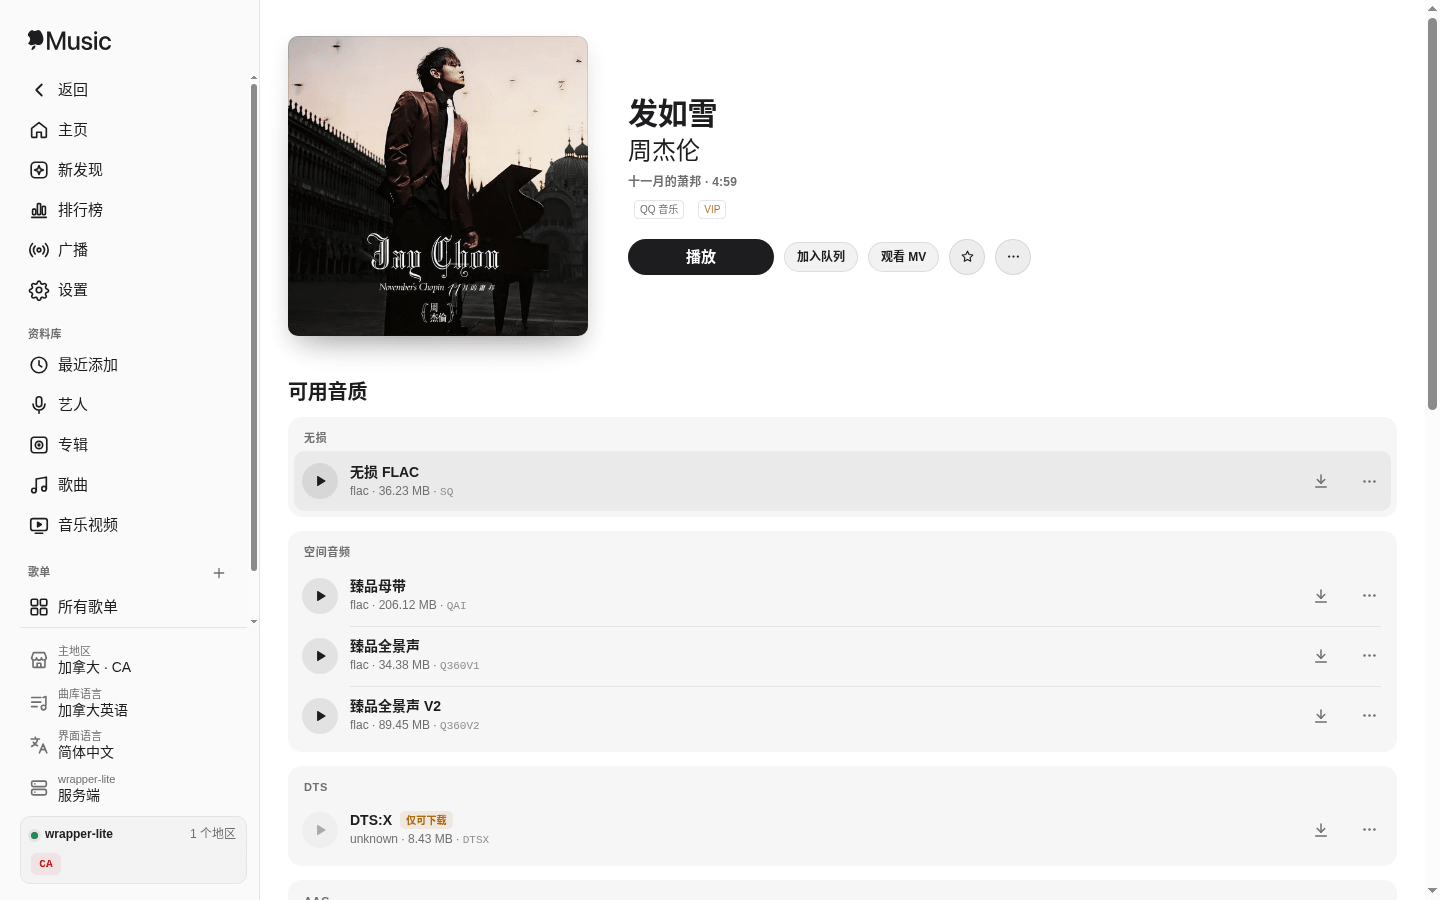 Music
返回
主页
新发现
排行榜
广播
设置
资料库
最近添加
艺人
专辑
歌曲
音乐视频
歌单
所有歌单
主地区
加拿大 · CA
曲库语言
加拿大英语
界面语言
简体中文
wrapper-lite
服务端
wrapper-lite 1 个地区
CA
Jay Chou
November's Chopin 11月的蕭邦
周
杰倫
发如雪
周杰伦
十一月的萧邦 · 4:59
QQ 音乐 VIP
播放 加入队列 观看 MV
可用音质
无损
无损 FLAC
flac · 36.23 MB · SQ
空间音频
臻品母带
flac · 206.12 MB · QAI
臻品全景声
flac · 34.38 MB · Q360V1
臻品全景声 V2
flac · 89.45 MB · Q360V2
DTS
DTS:X 仅可下载
unknown · 8.43 MB · DTSX